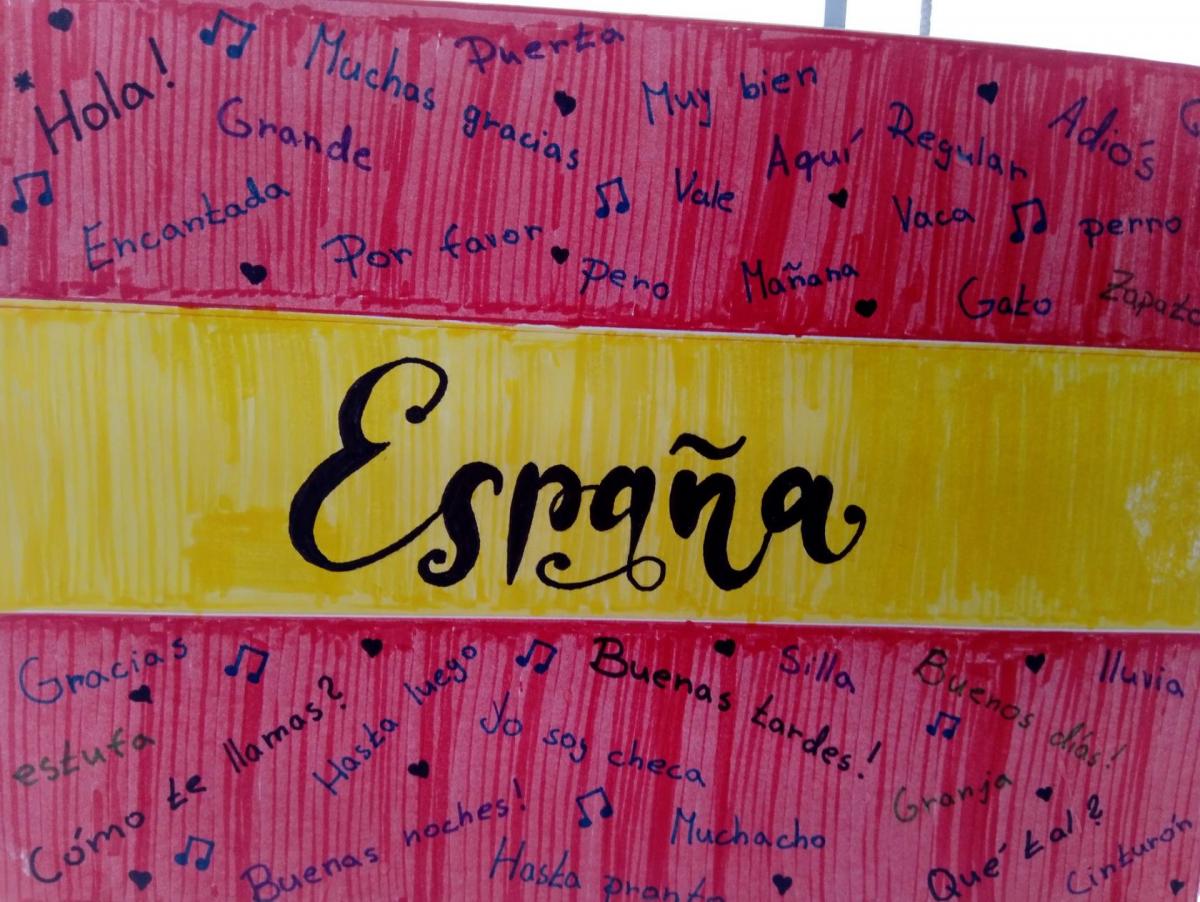 Hola!
Muchas gracias
Puerta
Muy bien
Adiós
Grande
Aquí
Regular
Encantada
Vale
Vaca
perro
Por favor
Pero
Mañana
Gato
España
Gracias
Hasta luego
Buenas tardes!
Silla
Buenos días!
lluvia
estufa
Cómo te llamas?
Yo soy checa
Granja
Buenas noches!
Muchacho
Qué tal?
Cinturón
Hasta pronto